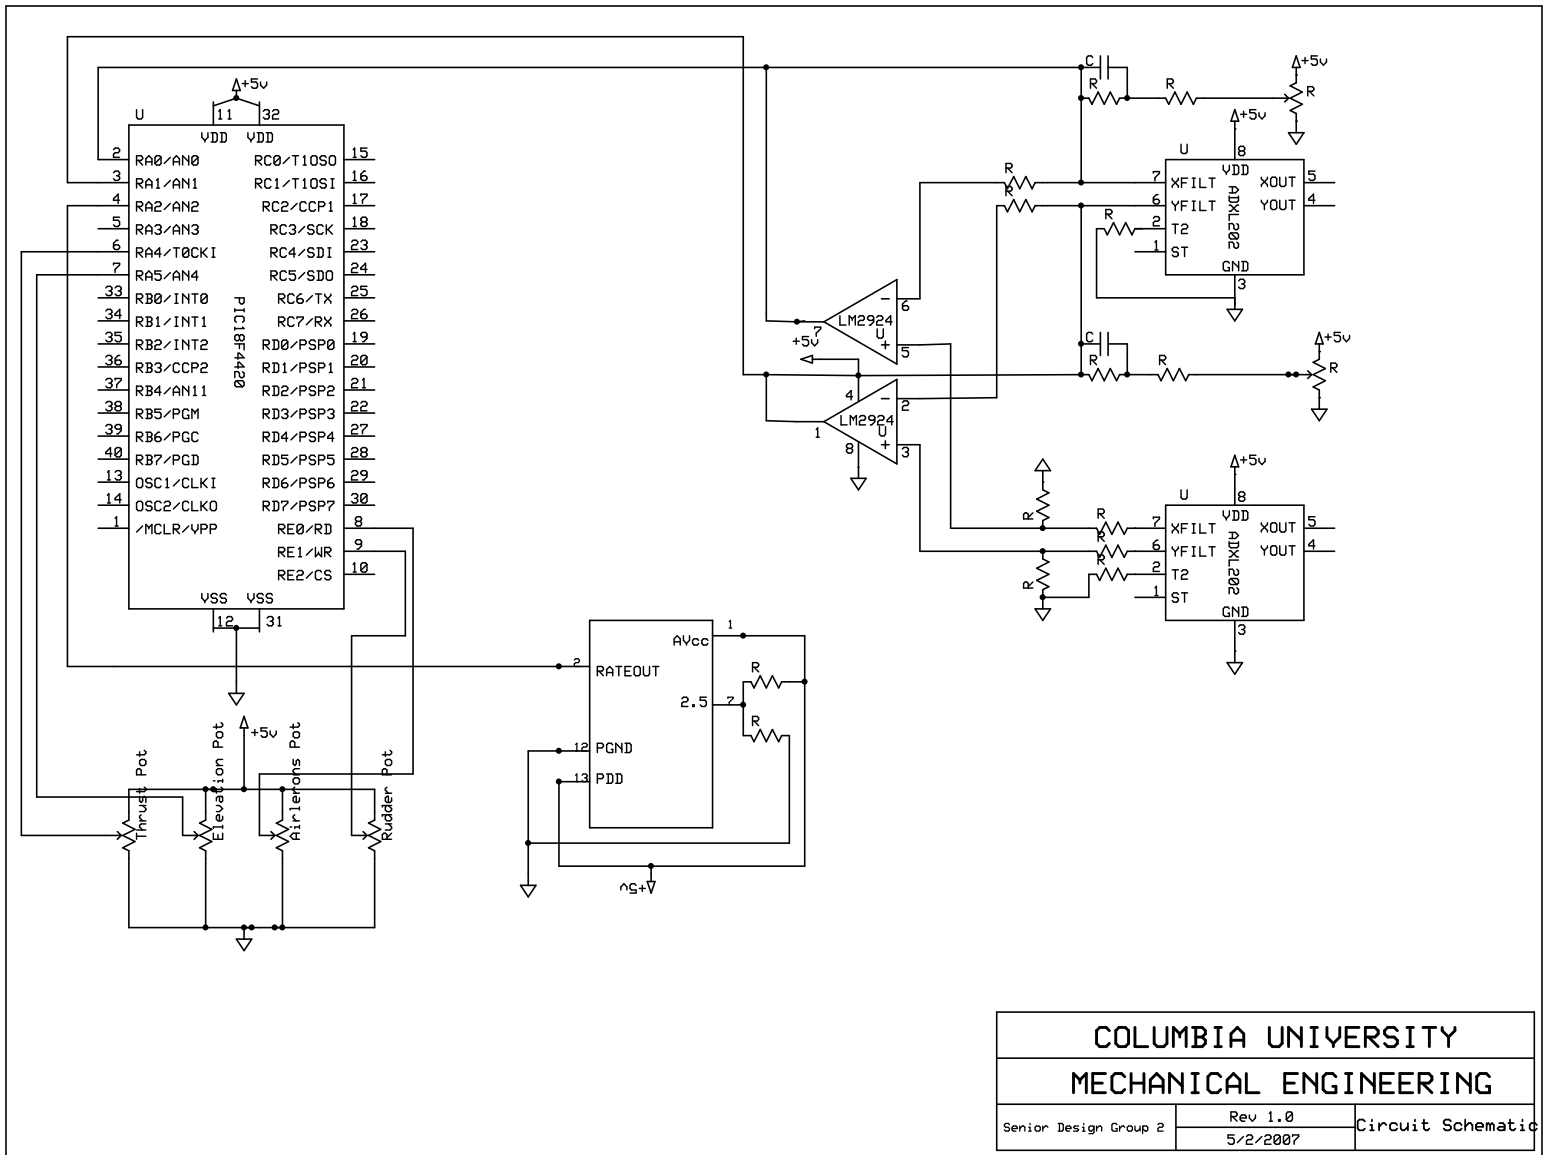 +5v
U
11
32
VDD VDD
2 RA0/AN0 RC0/T1OSO 15
3 RA1/AN1 RC1/T1OSI 16
4 RA2/AN2 RC2/CCP1 17
5 RA3/AN3 RC3/SCK 18
6 RA4/T0CKI RC4/SDI 23
7 RA5/AN4 RC5/SDO 24
33 RB0/INT0 RC6/TX 25
34 RB1/INT1 RC7/RX 26
35 RB2/INT2 RD0/PSP0 19
36 RB3/CCP2 RD1/PSP1 20
37 RB4/AN11 RD2/PSP2 21
38 RB5/PGM RD3/PSP3 22
39 RB6/PGC RD4/PSP4 27
40 RB7/PGD RD5/PSP5 28
13 OSC1/CLKI RD6/PSP6 29
14 OSC2/CLKO RD7/PSP7 30
1 /MCLR/VPP RE0/RD 8
RE1/WR 9
RE2/CS 10
PIC18F4420
VSS VSS
12 31
+5v
Thrust Pot
Elevation Pot
Airlerons Pot
Rudder Pot
1
AVcc
2 RATEOUT
R
2.5 7
R
12 PGND
13 PDD
+5v
C
R
R
+5v
R
+5v
U
8
VDD
7 XFILT XOUT 5
6 YFILT YOUT 4
2 T2
1 ST
ADXL202
GND
3
R
R
R
6
-
LM2924
U
+
5
7
+5v
C
R
R
+5v
R
4
-
2
LM2924
U
+
3
1
8
+5v
U
8
VDD
7 XFILT XOUT 5
6 YFILT YOUT 4
2 T2
1 ST
ADXL202
GND
3
R
R
R
R
R
COLUMBIA UNIVERSITY
MECHANICAL ENGINEERING
Senior Design Group 2
Rev 1.0
5/2/2007
Circuit Schematic